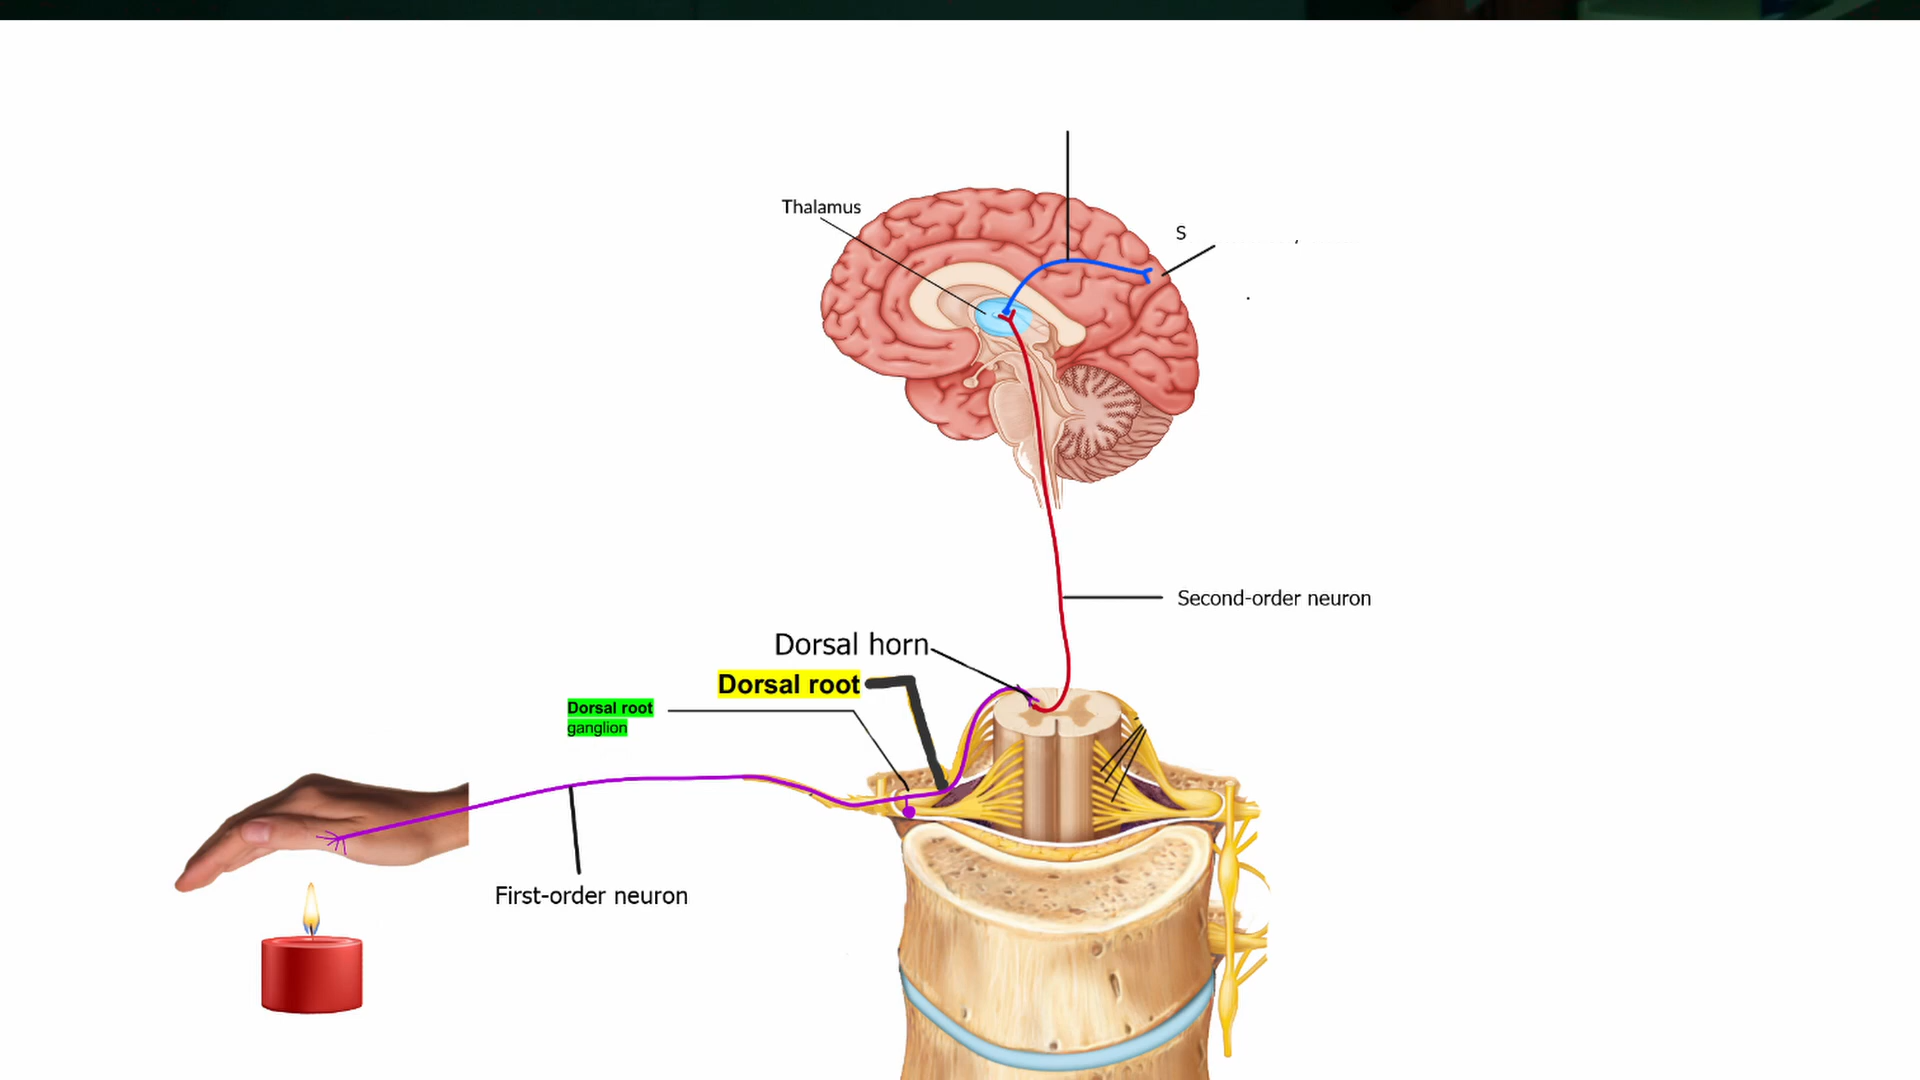 Thalamus
S
Second-order neuron
Dorsal horn
Dorsal root
Dorsal root
ganglion
First-order neuron